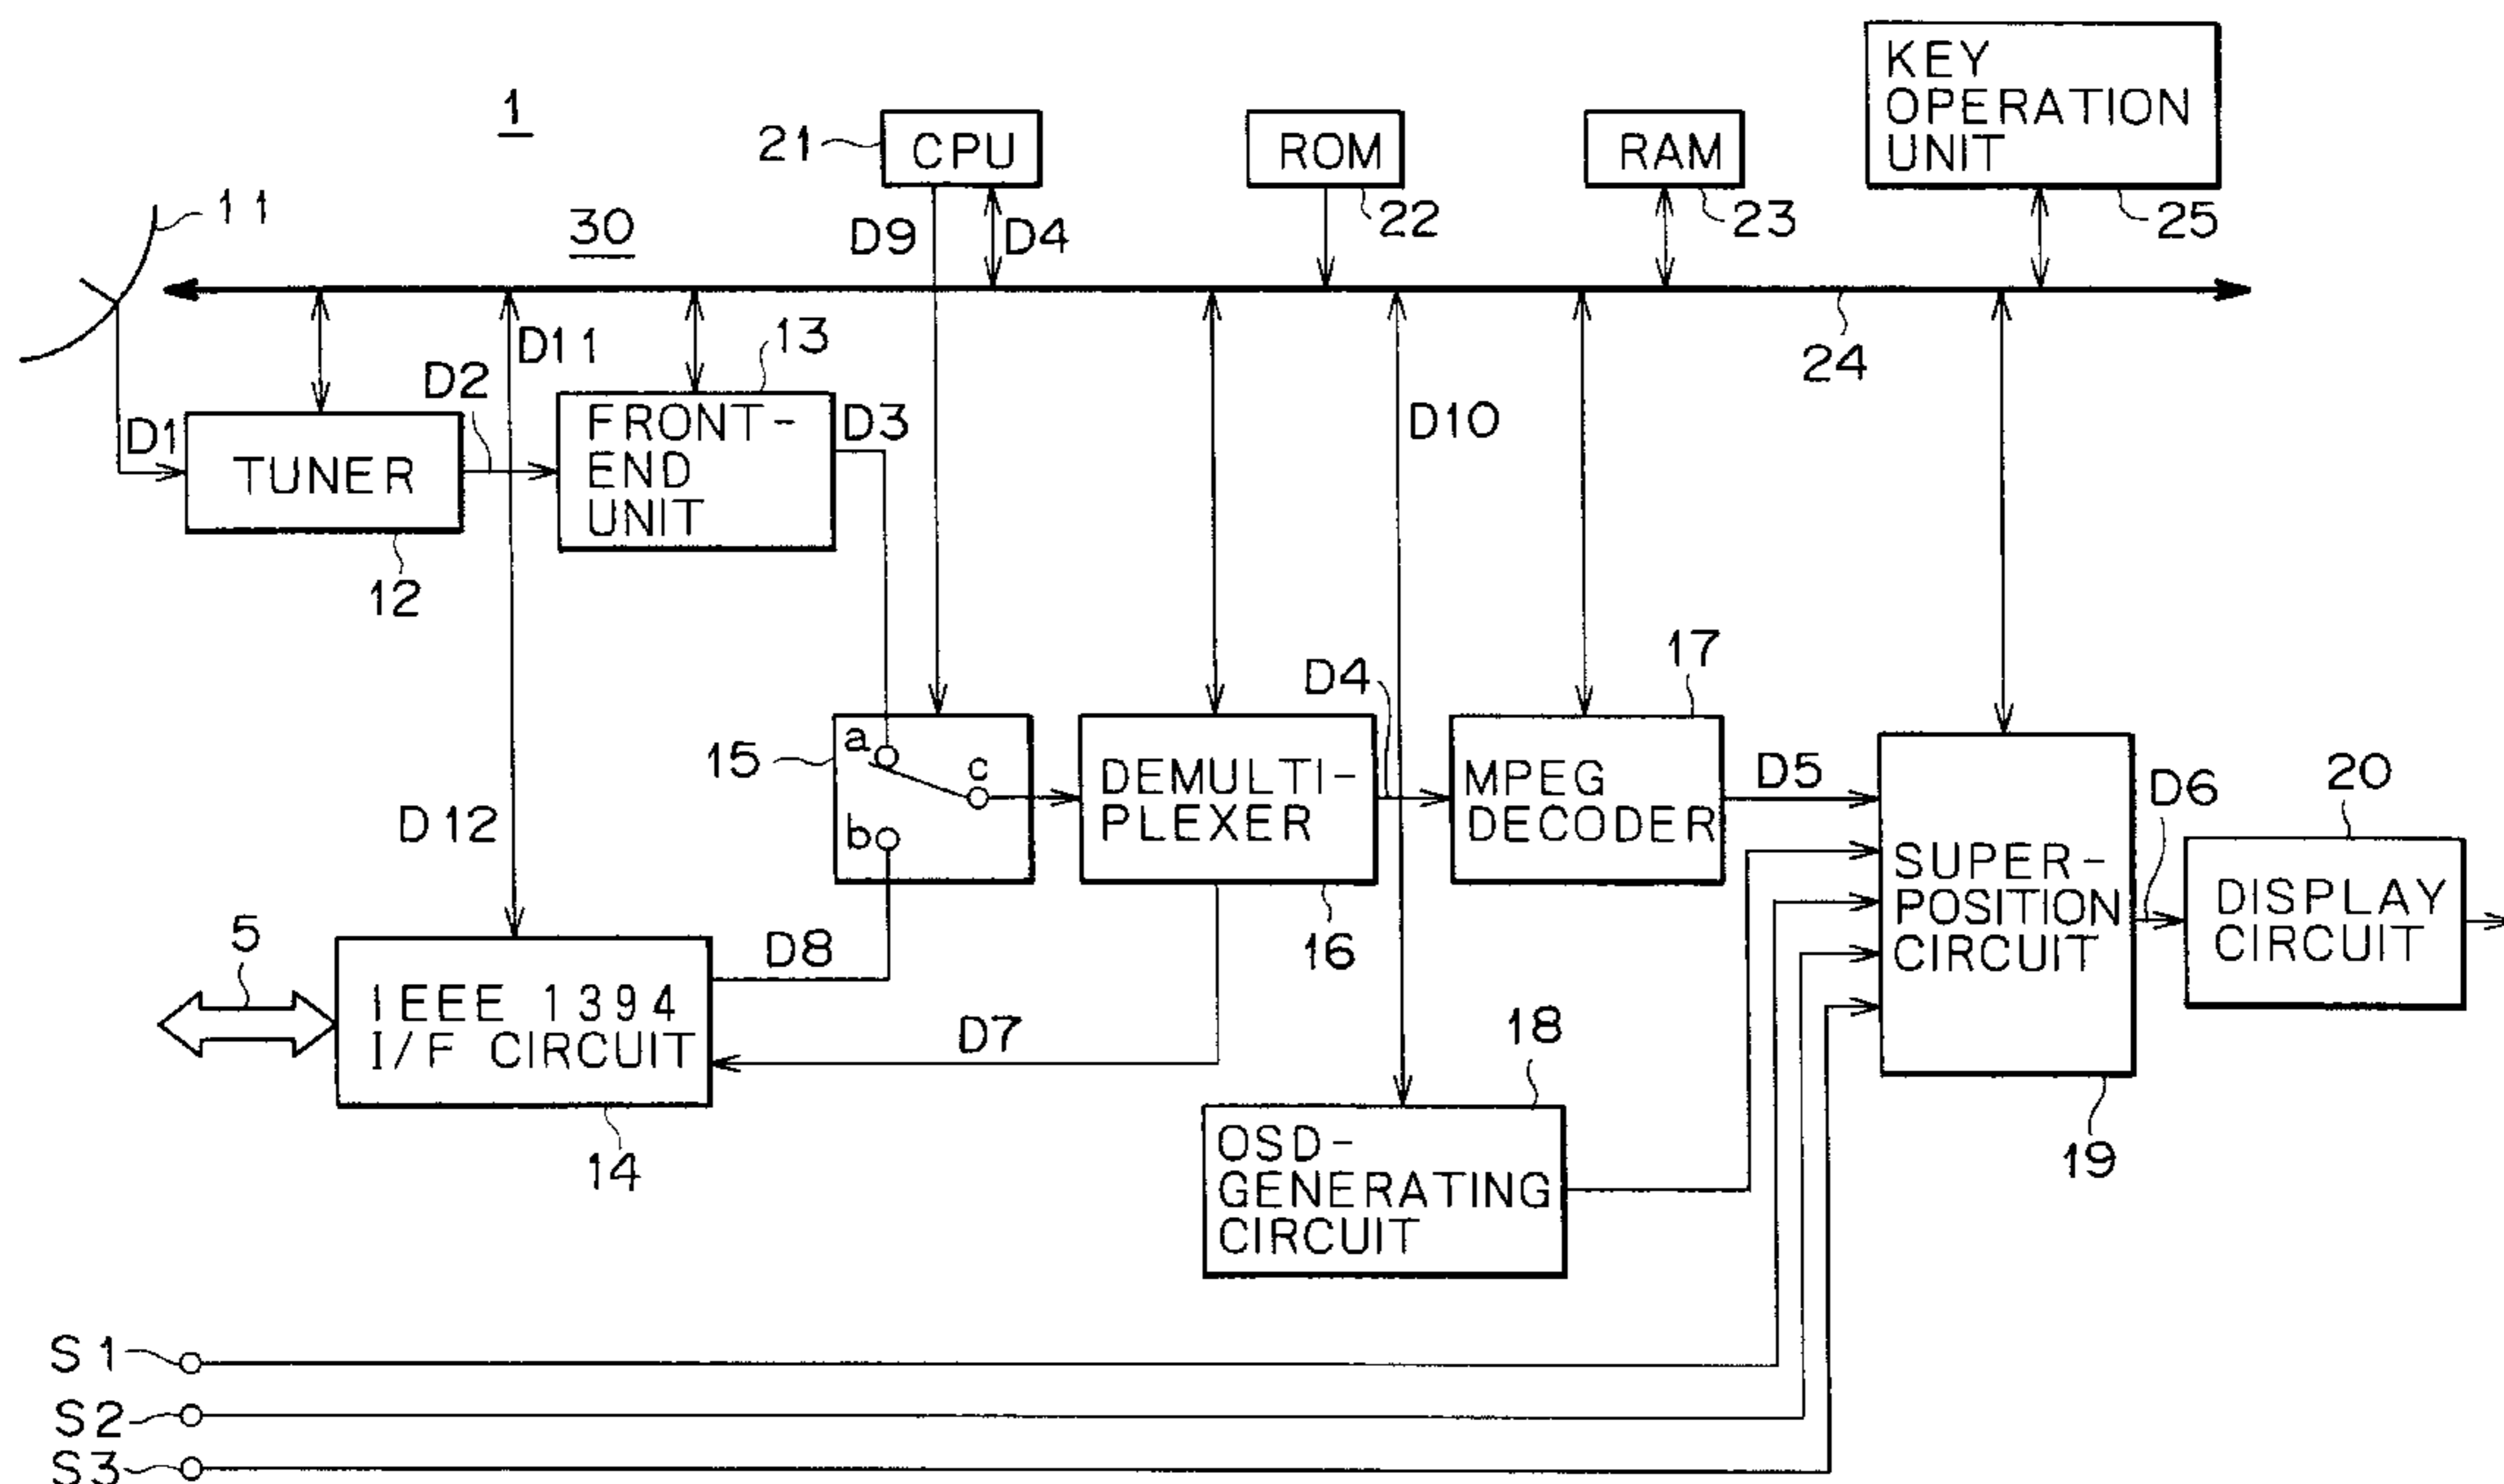 1
30
11
21
CPU
D9
D4
ROM
22
RAM
23
KEY
OPERATION
UNIT
25
24
D1
TUNER
12
D2
D11
13
FRONT-
END
UNIT
D3
D10
D12
15
a
b
c
DEMULTI-
PLEXER
16
D4
17
MPEG
DECODER
D5
SUPER-
POSITION
CIRCUIT
19
D6
20
DISPLAY
CIRCUIT
5
IEEE 1394
I/F CIRCUIT
14
D8
D7
18
OSD-
GENERATING
CIRCUIT
S1
S2
S3